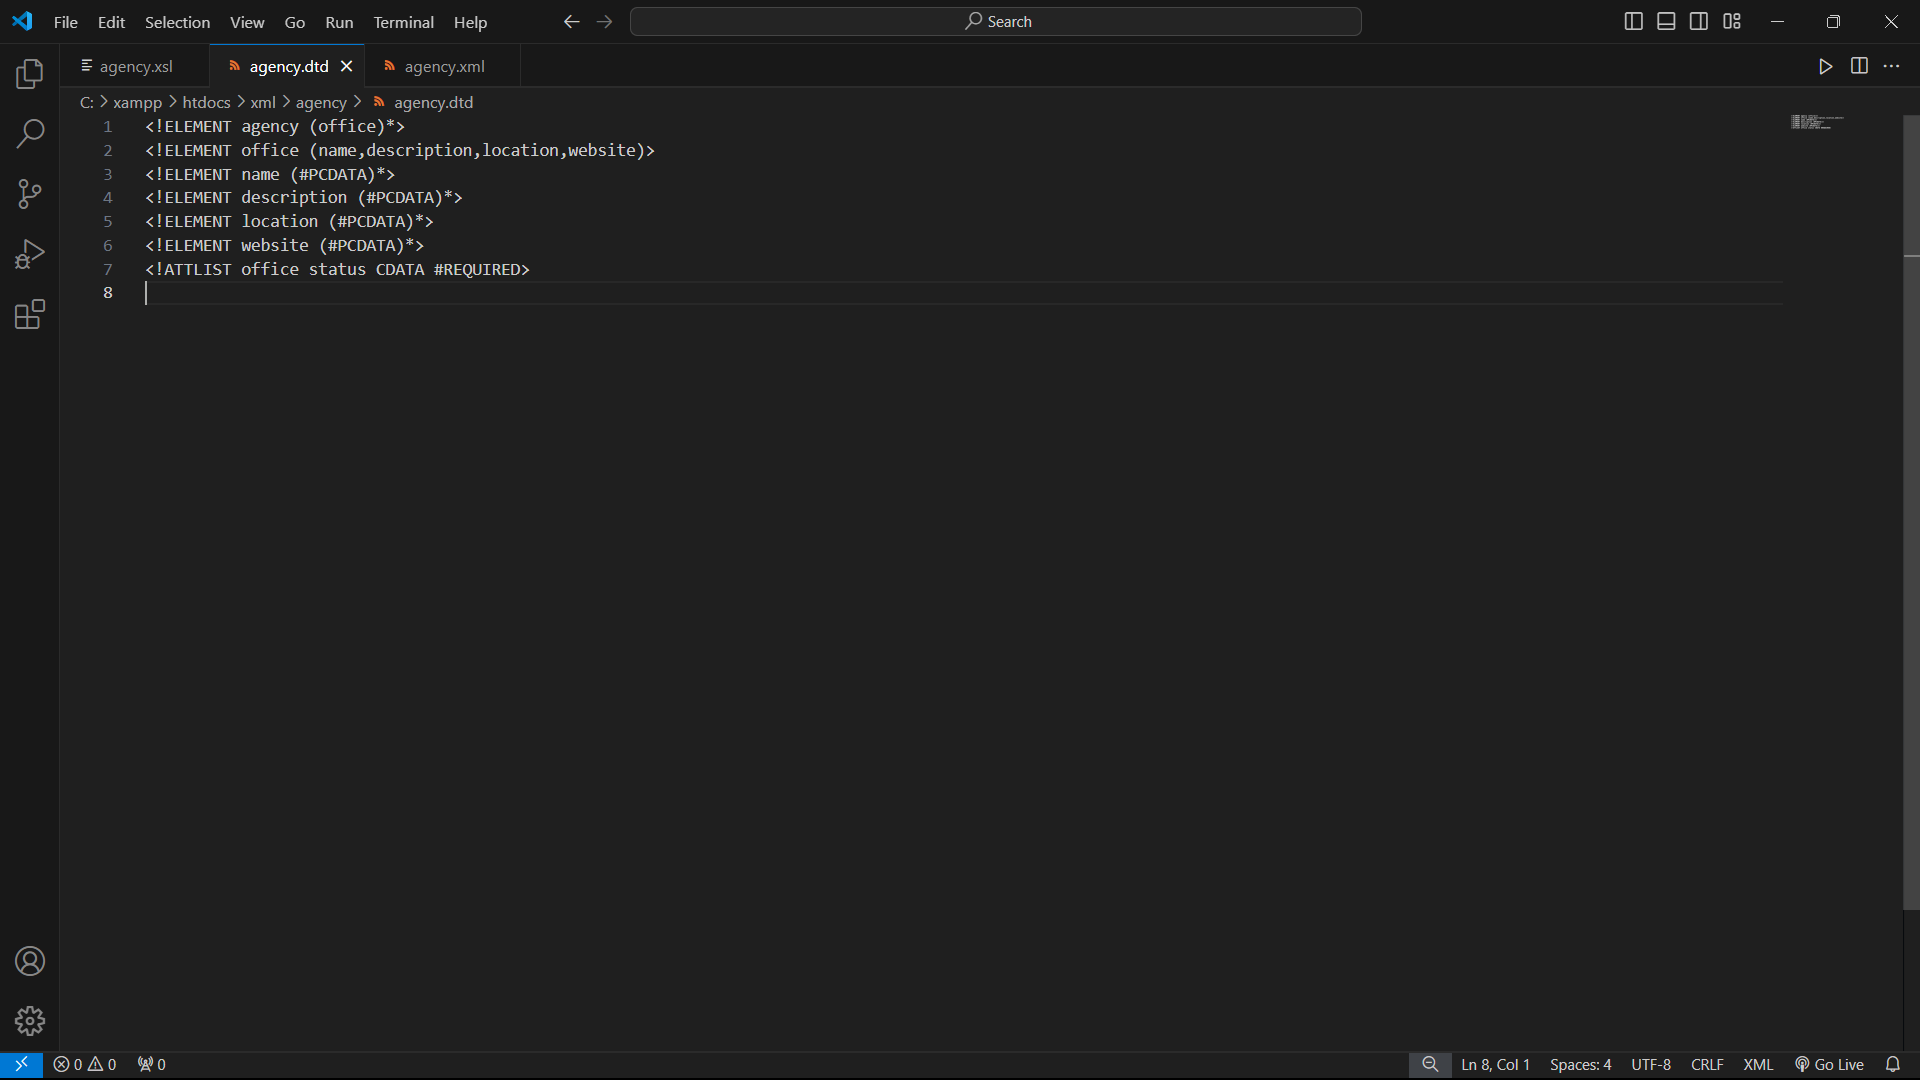 File Edit Selection View Go Run Terminal Help Search
agency.xsl agency.dtd agency.xml
C: xampp htdocs xml agency agency.dtd
1 <!ELEMENT agency (office)*>
2 <!ELEMENT office (name,description,location,website)>
3 <!ELEMENT name (#PCDATA)*>
4 <!ELEMENT description (#PCDATA)*>
5 <!ELEMENT location (#PCDATA)*>
6 <!ELEMENT website (#PCDATA)*>
7 <!ATTLIST office status CDATA #REQUIRED>
8
0 0 0 Ln 8, Col 1 Spaces: 4 UTF-8 CRLF XML Go Live